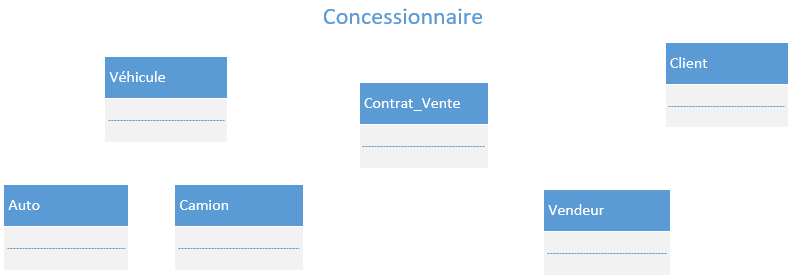 Concessionnaire
Véhicule
Contrat_Vente
Client
Auto
Camion
Vendeur